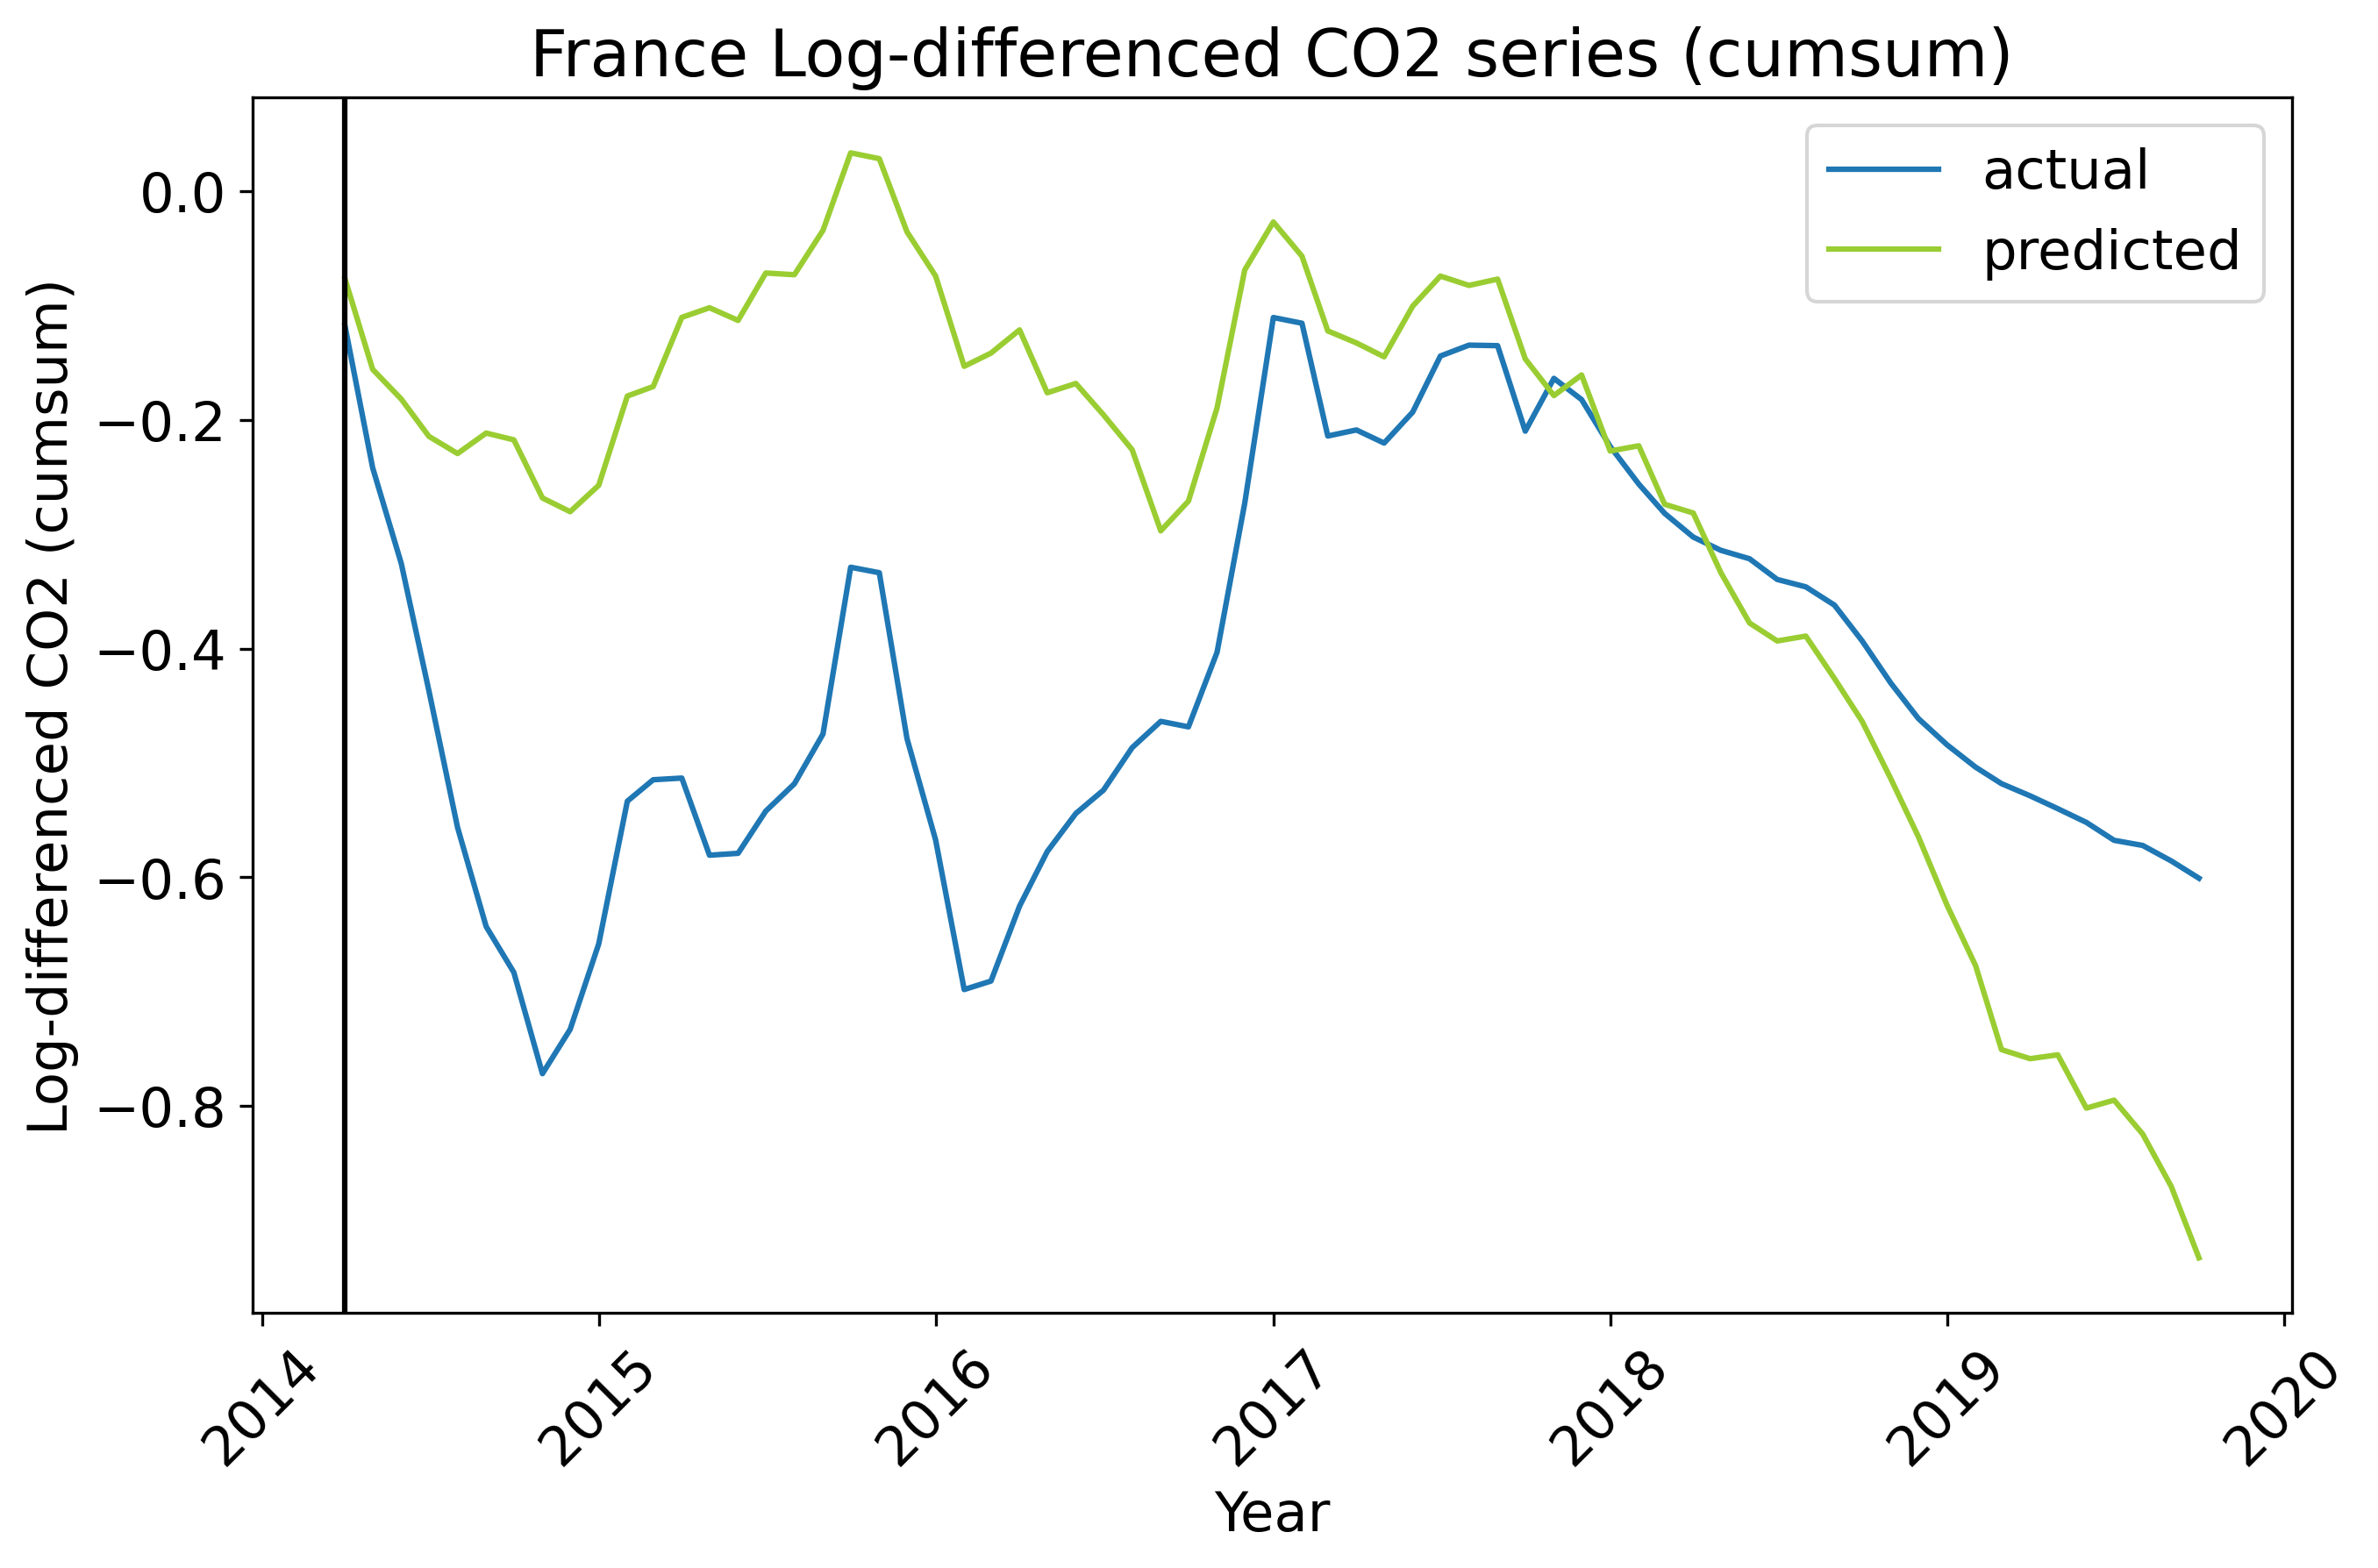 France Log-differenced CO2 series (cumsum)
actual
predicted
Log-differenced CO2 (cumsum)
0.0
−0.2
−0.4
−0.6
−0.8
2014
2015
2016
2017
2018
2019
2020
Year